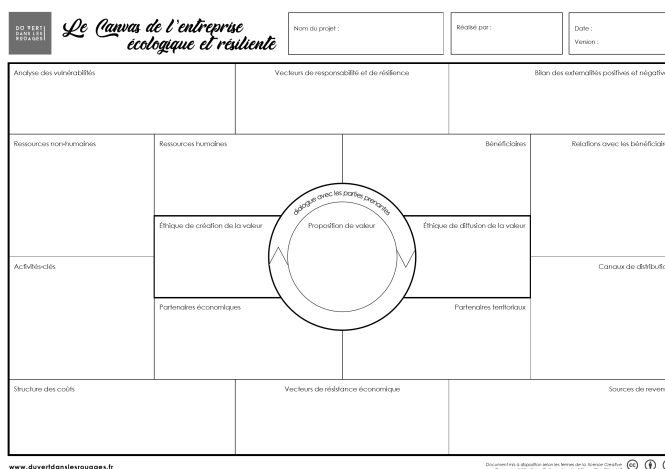 DU VERT
DANS LES
ROUAGES
Le Canvas de l'entreprise
écologique et résiliente
Nom du projet :
Réalisé par :
Date :
Version :
Analyse des vulnérabilités
Vecteurs de responsabilité et de résilience
Bilan des externalités positives et négative
Ressources non-humaines
Ressources humaines
Bénéficiaires
Relations avec les bénéficiair
dialogue avec les parties prenantes
Éthique de création de la valeur
Proposition de valeur
Éthique de diffusion de la valeur
Activités-clés
Canaux de distributio
Partenaires économiques
Partenaires territoriaux
Structure des coûts
Vecteurs de résistance économique
Sources de reven
www.duvertdanslesrouages.fr
Document mis à disposition selon les termes de la licence Creative
cc